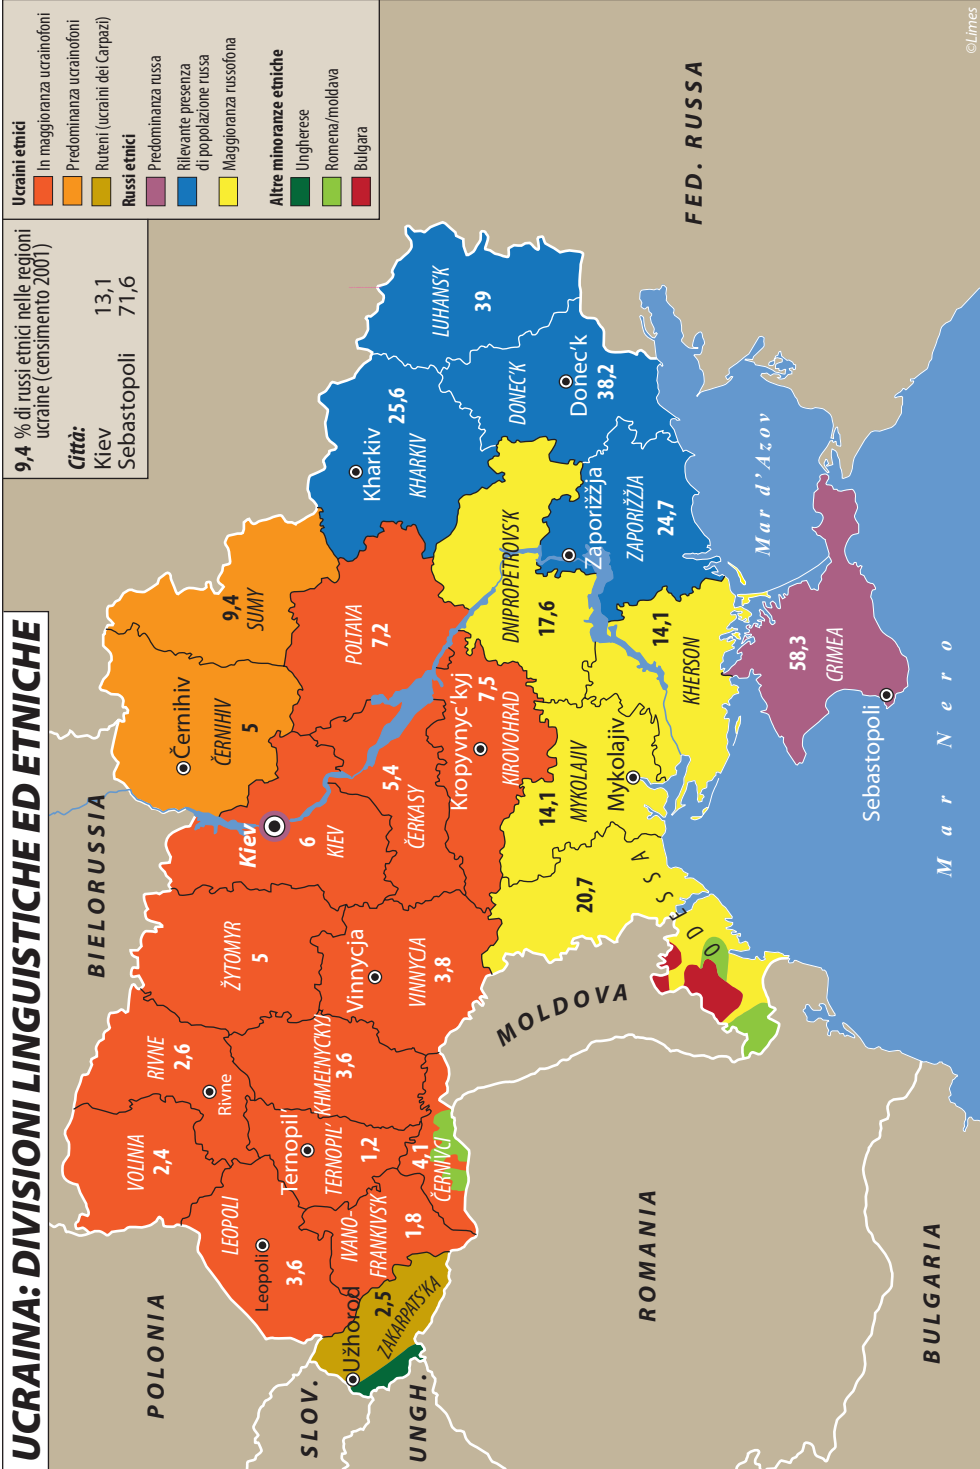 UCRAINA: DIVISIONI LINGUISTICHE ED ETNICHE
9,4 % di russi etnici nelle regioni
ucraine (censimento 2001)
Città:
Kiev 13,1
Sebastopoli 71,6
Ucraini etnici
In maggioranza ucrainofoni
Predominanza ucrainofoni
Ruteni (ucraini dei Carpazi)
Russi etnici
Predominanza russa
Rilevante presenza
di popolazione russa
Maggioranza russofona
Altre minoranze etniche
Ungherese
Romena/moldava
Bulgara
POLONIA
BIELORUSSIA
FED. RUSSA
SLOV.
UNGH.
ROMANIA
MOLDOVA
BULGARIA
Mar Nero
Mar d'Azov
VOLINIA
2,4
RIVNE
2,6
Rivne
LEOPOLI
Leopoli
3,6
Ternopil'
TERNOPIL'
1,2
KHMEL'NYC'KYJ
3,6
IVANO-
FRANKIVS'K
1,8
4,1
ČERNIVCI
Užhorod
2,5
ZAKARPATS'KA
ŽYTOMYR
5
Vinnycja
VINNYCJA
3,8
Kiev
6
KIEV
Černihiv
ČERNIHIV
5
9,4
SUMY
POLTAVA
7,2
5,4
ČERKASY
Kropyvnyc'kyj
7,5
KIROVOHRAD
Kharkiv
25,6
KHARKIV
LUHANS'K
39
DONEC'K
Donec'k
38,2
DNIPROPETROVS'K
17,6
Zaporižžja
ZAPORIŽŽJA
24,7
14,1
MYKOLAJIV
Mykolajiv
14,1
KHERSON
20,7
ODESSA
58,3
CRIMEA
Sebastopoli
©Limes